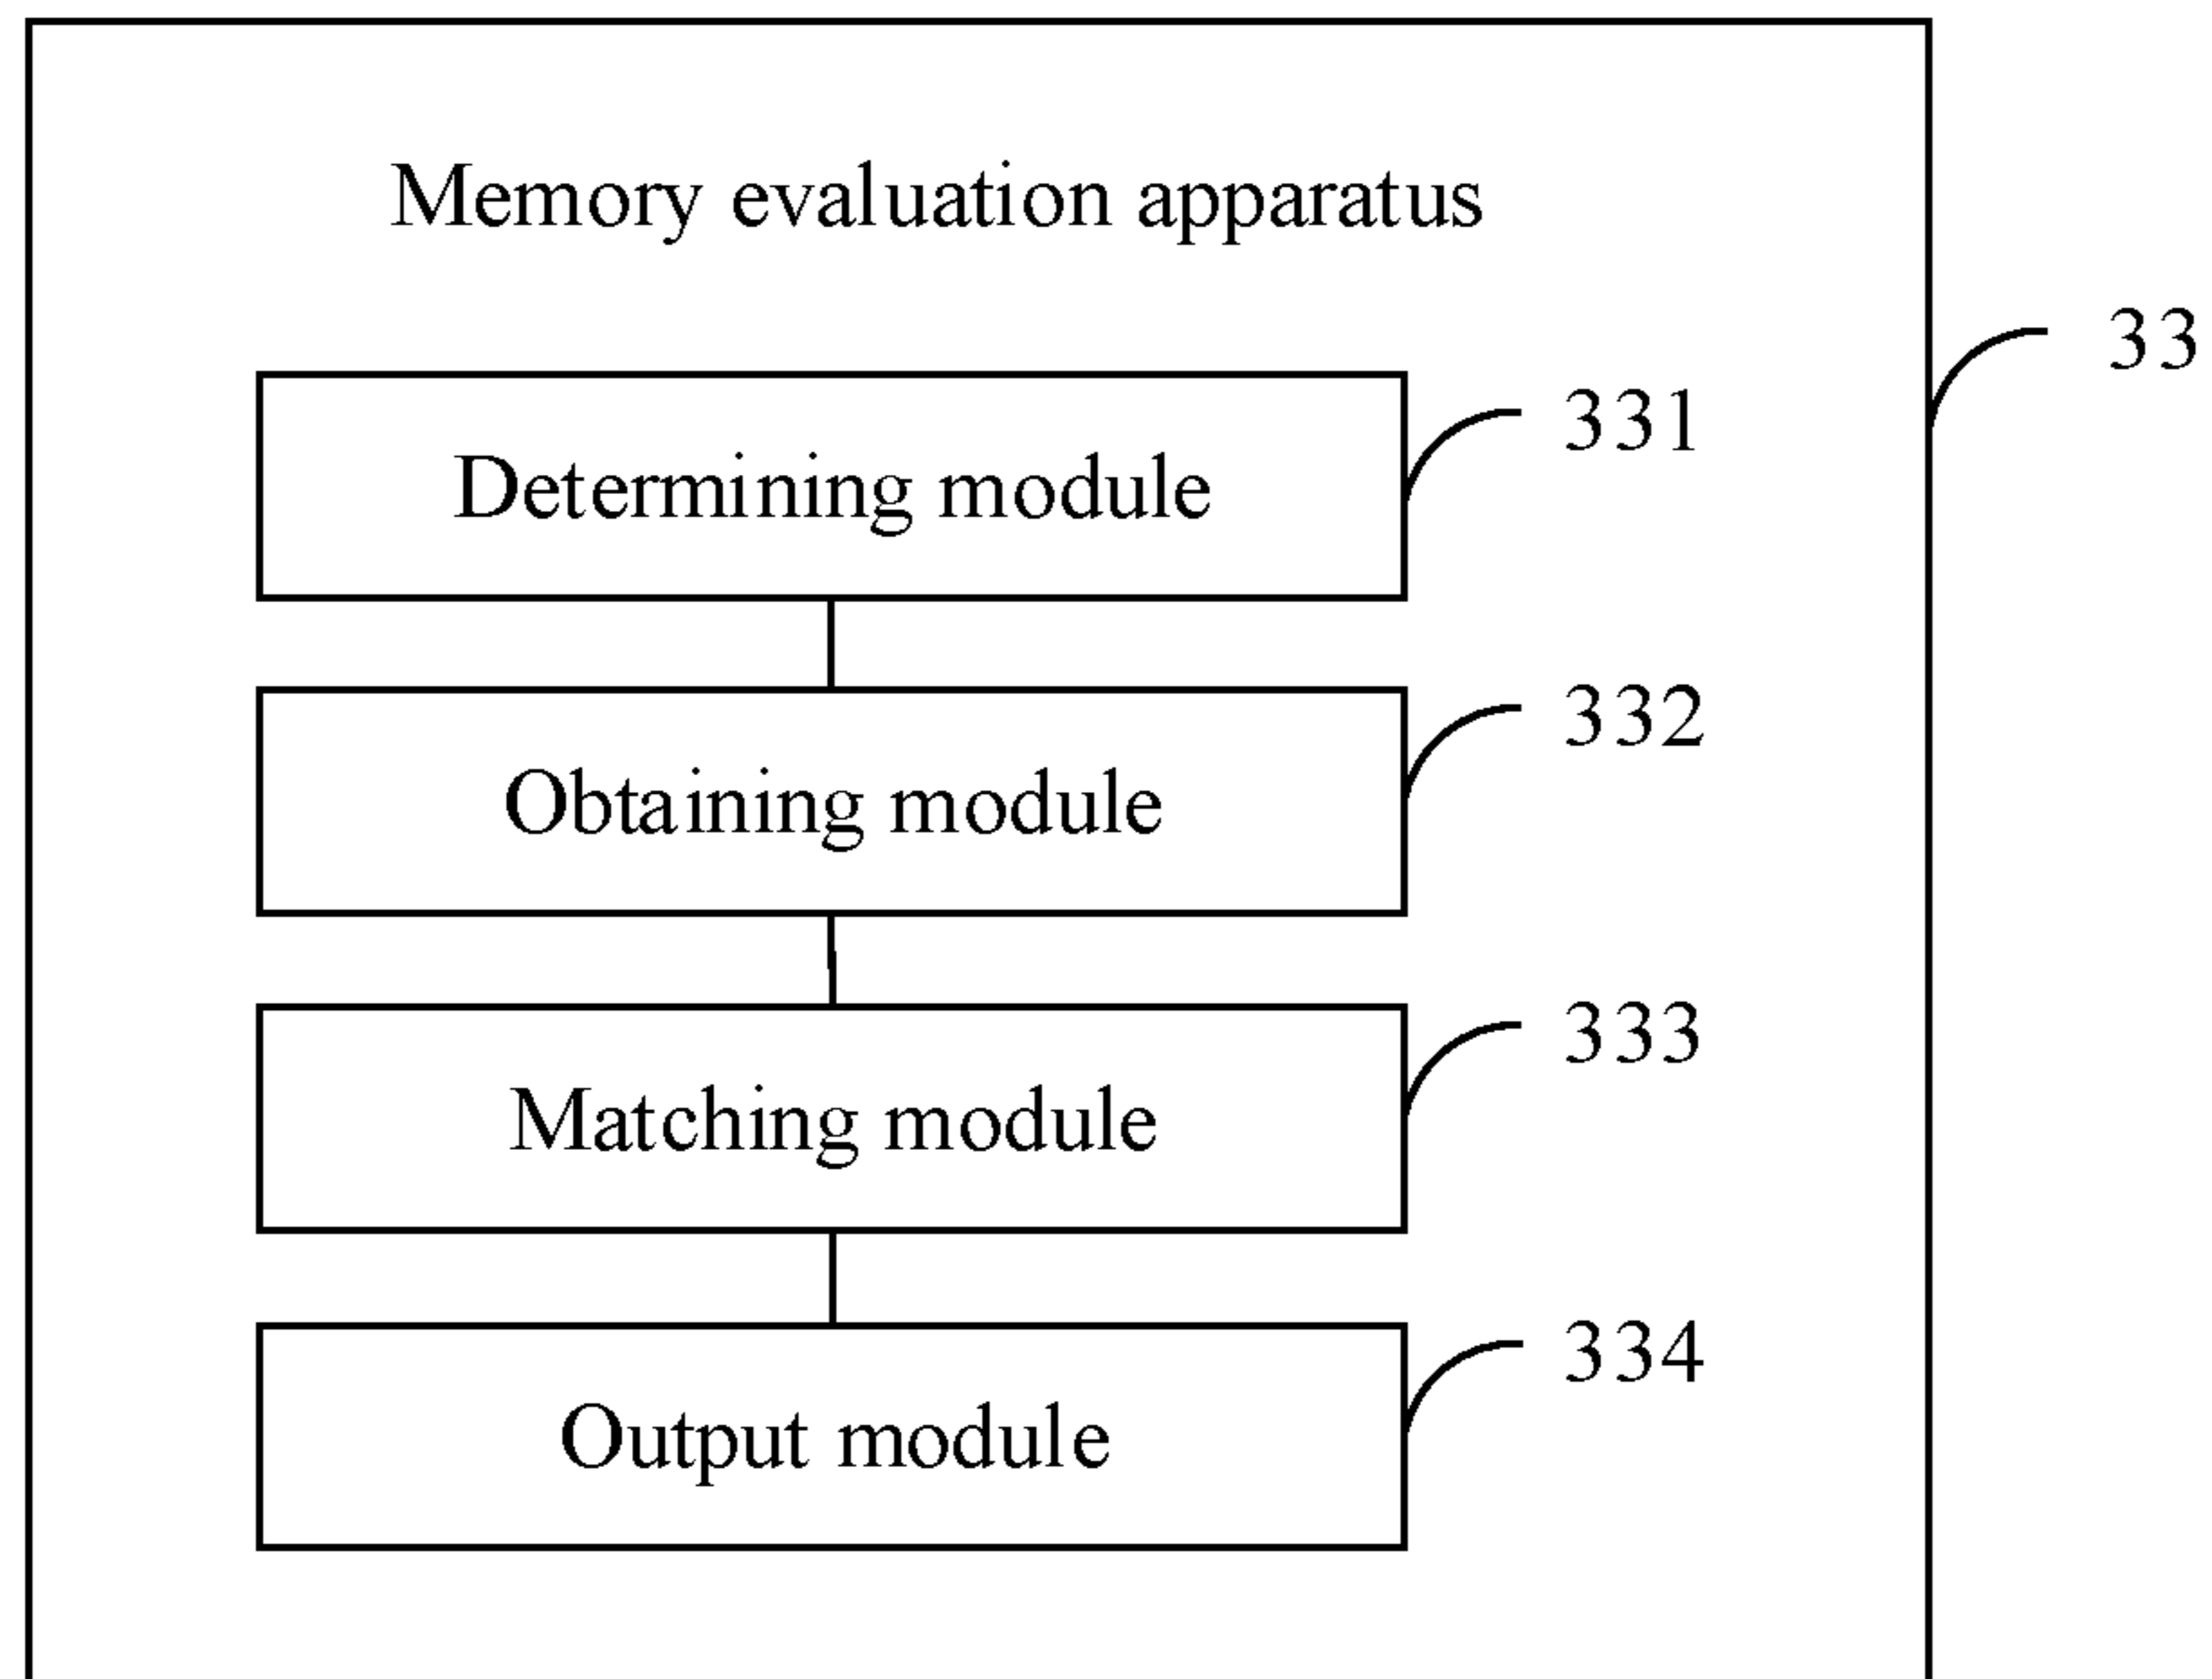 Memory evaluation apparatus
33
331
Determining module
332
Obtaining module
333
Matching module
334
Output module